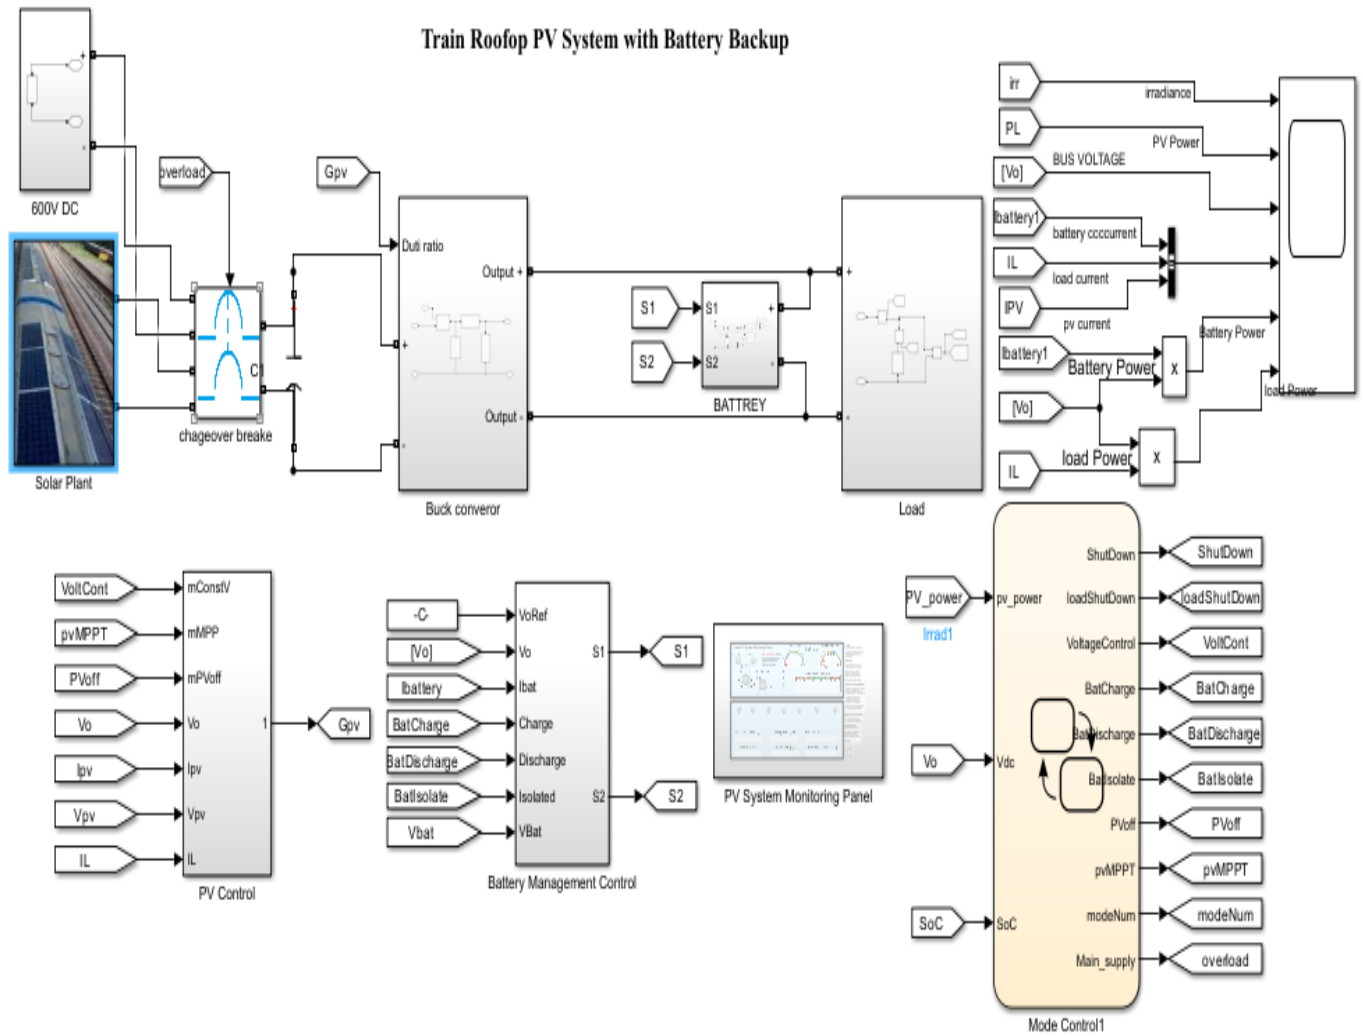 Train Roofop PV System with Battery Backup
+
-
600V DC
overload
Gpv
Solar Plant
C1
chageover breake
Duti ratio
+
-
Output +
Output -
Buck converor
S1
S2
S1
S2
+
-
BATTREY
+
-
Load
irr
irradiance
PL
PV Power
[Vo]
BUS VOLTAGE
Ibattery1
battery ccccurrent
IL
load current
IPV
pv current
Ibattery1
Battery Power
Battery Power
x
[Vo]
load Power
load Power
x
IL
VoltCont
mConstV
pvMPPT
mMPP
PVoff
mPVoff
Vo
Vo
1
Gpv
Ipv
Ipv
Vpv
Vpv
IL
IL
PV Control
-C-
VoRef
[Vo]
Vo
S1
S1
Ibattery
Ibat
BatCharge
Charge
BatDischarge
Discharge
BatIsolate
Isolated
S2
S2
Vbat
VBat
Battery Management Control
PV System Monitoring Panel
PV_power
pv_power
Irrad1
Vo
Vdc
SoC
SoC
ShutDown
ShutDown
loadShutDown
loadShutDown
VoltageControl
VoltCont
BatCharge
BatCharge
BatDischarge
BatDischarge
BatIsolate
BatIsolate
PVoff
PVoff
pvMPPT
pvMPPT
modeNum
modeNum
Main_supply
overload
Mode Control1